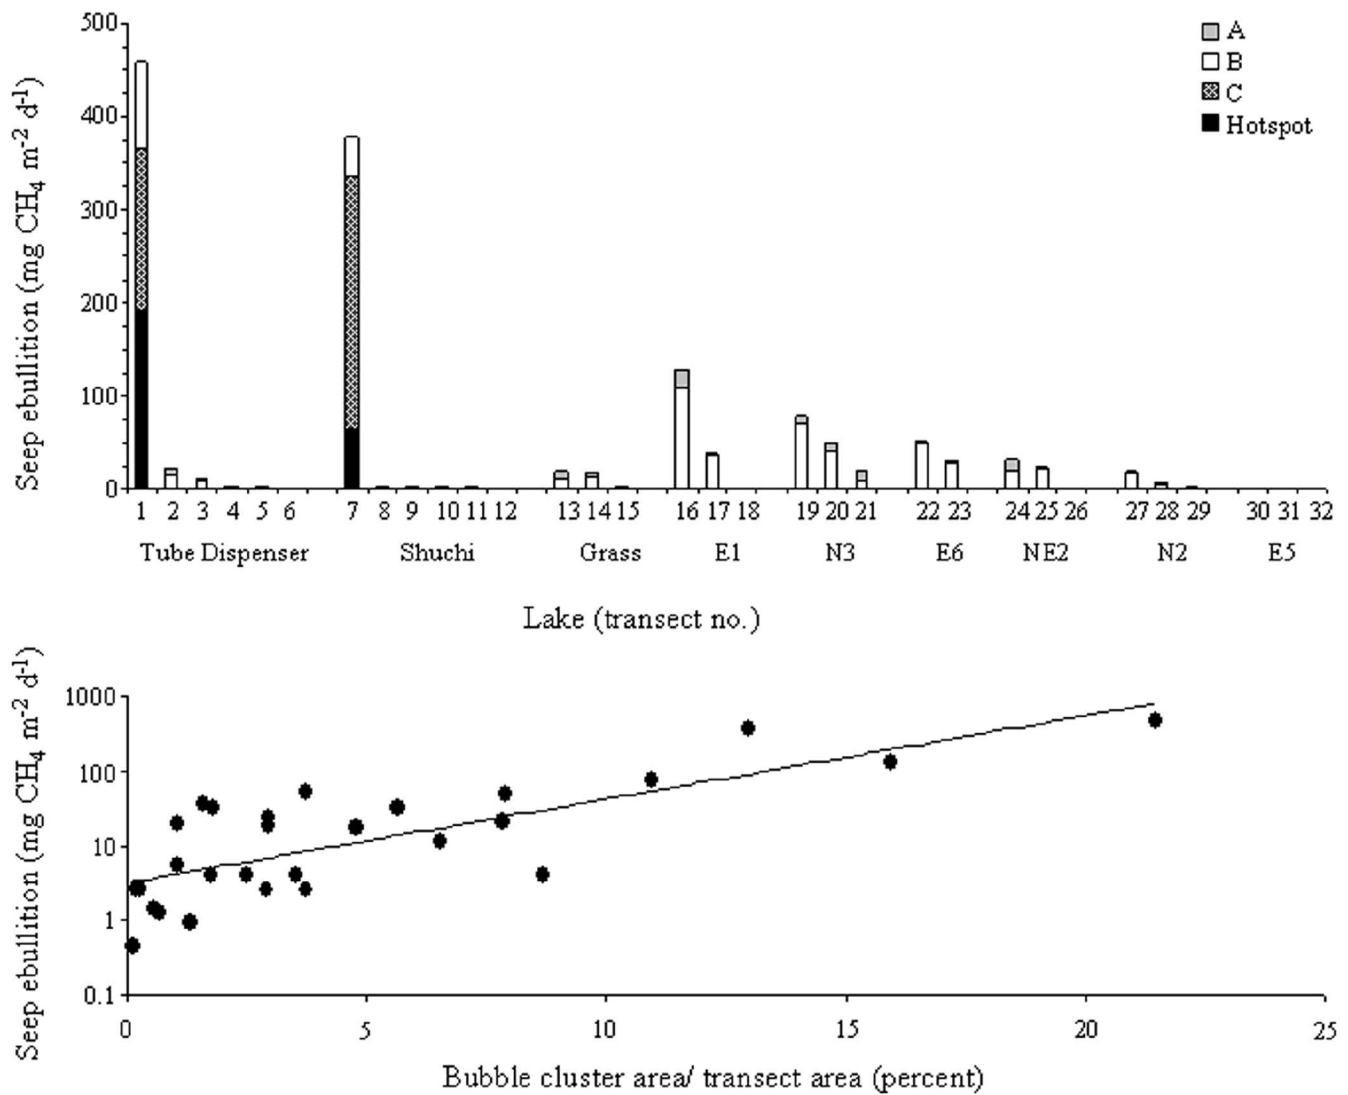 Seep ebullition (mg CH4 m-2 d-1)
500
400
300
200
100
0
A
B
C
Hotspot
1 2 3 4 5 6 7 8 9 10 11 12 13 14 15 16 17 18 19 20 21 22 23 24 25 26 27 28 29 30 31 32
Tube Dispenser Shuchi Grass E1 N3 E6 NE2 N2 E5
Lake (transect no.)
Seep ebullition (mg CH4 m-2 d-1)
1000
100
10
1
0.1
0 5 10 15 20 25
Bubble cluster area/ transect area (percent)